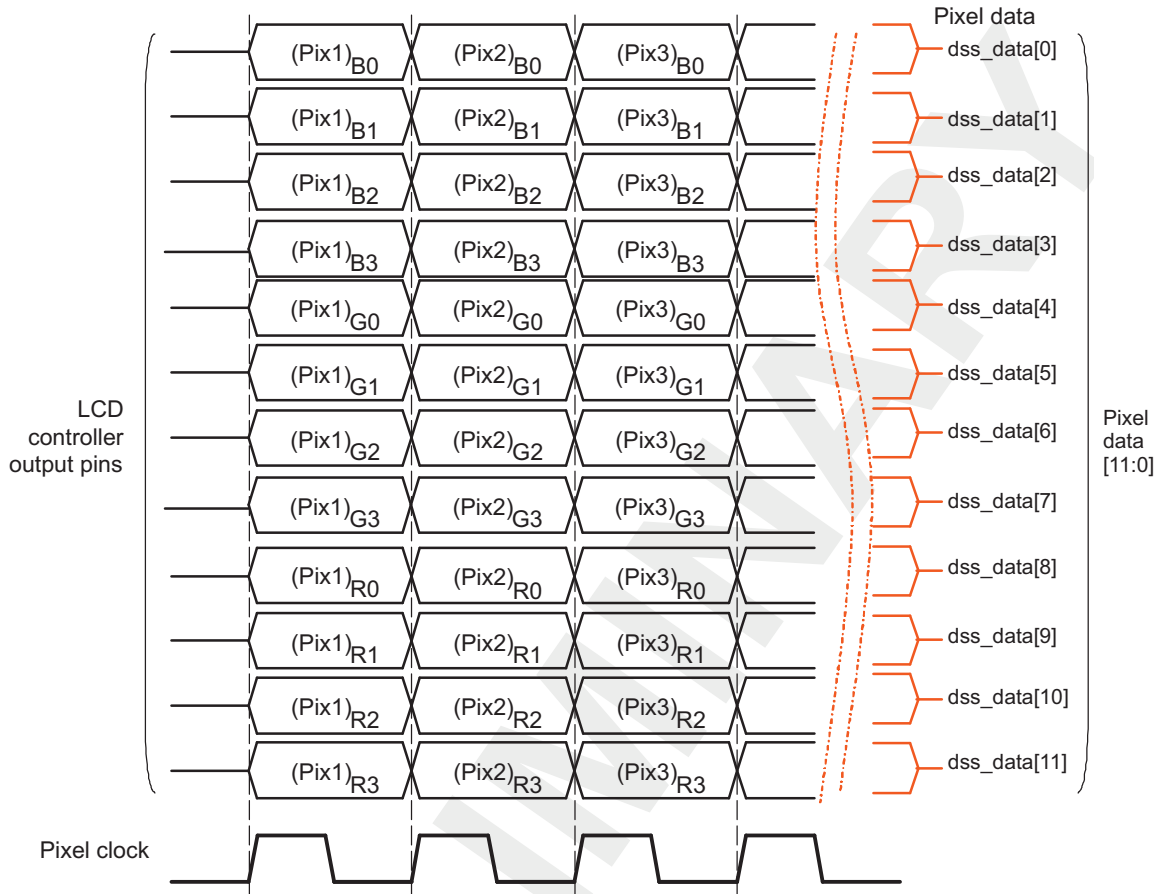 Pixel data
(Pix1)B0 (Pix2)B0 (Pix3)B0 dss_data[0]
(Pix1)B1 (Pix2)B1 (Pix3)B1 dss_data[1]
(Pix1)B2 (Pix2)B2 (Pix3)B2 dss_data[2]
(Pix1)B3 (Pix2)B3 (Pix3)B3 dss_data[3]
(Pix1)G0 (Pix2)G0 (Pix3)G0 dss_data[4]
(Pix1)G1 (Pix2)G1 (Pix3)G1 dss_data[5]
LCD
controller
output pins
(Pix1)G2 (Pix2)G2 (Pix3)G2 dss_data[6]
Pixel
data
[11:0]
(Pix1)G3 (Pix2)G3 (Pix3)G3 dss_data[7]
(Pix1)R0 (Pix2)R0 (Pix3)R0 dss_data[8]
(Pix1)R1 (Pix2)R1 (Pix3)R1 dss_data[9]
(Pix1)R2 (Pix2)R2 (Pix3)R2 dss_data[10]
(Pix1)R3 (Pix2)R3 (Pix3)R3 dss_data[11]
Pixel clock
IMINARY